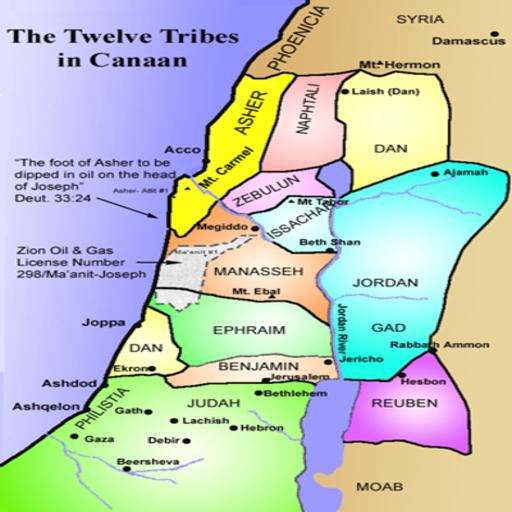 The Twelve Tribes
in Canaan
PHOENICIA
SYRIA
Damascus
Mt. Hermon
Laish (Dan)
ASHER
NAPHTALI
DAN
Acco
Mt. Carmel
Ajamah
"The foot of Asher to be
dipped in oil on the head
of Joseph"
Deut. 33:24
Asher- Adit #1
ZEBULUN
Mt Tabor
ISSACHAR
Megiddo
Beth Shan
Zion Oil & Gas
License Number
298/Ma'anit-Joseph
Ma'anit #1
MANASSEH
JORDAN
Mt. Ebal
Joppa
EPHRAIM
Jordan River
GAD
DAN
Rabbath Ammon
Jericho
BENJAMIN
Ekron
Jerusalem
Hesbon
Ashdod
Bethlehem
Ashqelon
PHILISTIA
Gath
JUDAH
REUBEN
Lachish
Hebron
Gaza
Debir
Beersheva
MOAB